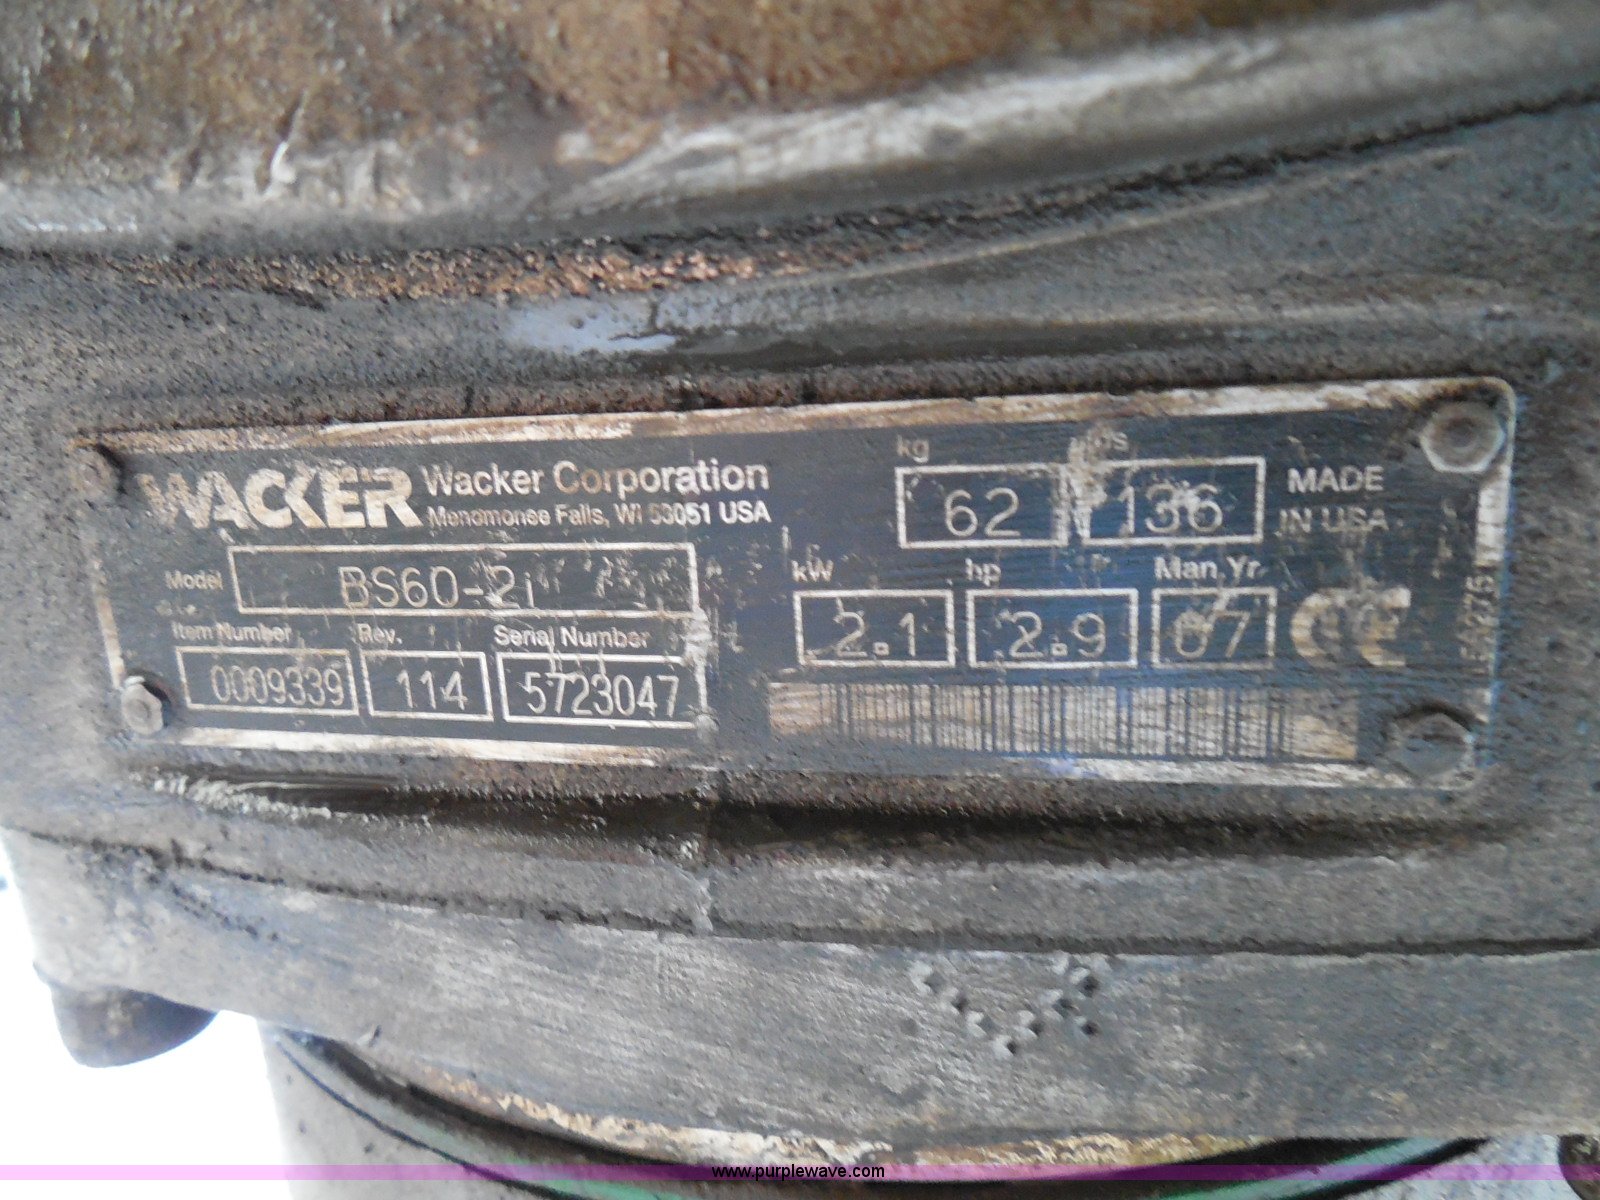 WACKER Wacker Corporation
Menomonee Falls, WI 53051 USA
Model BS60-2i
Item Number Rev. Serial Number
0009339 114 5723047
kg
62 136 MADE
IN USA
kW hp Man.Yr.
2.1 2.9 07 CE
www.purplewave.com